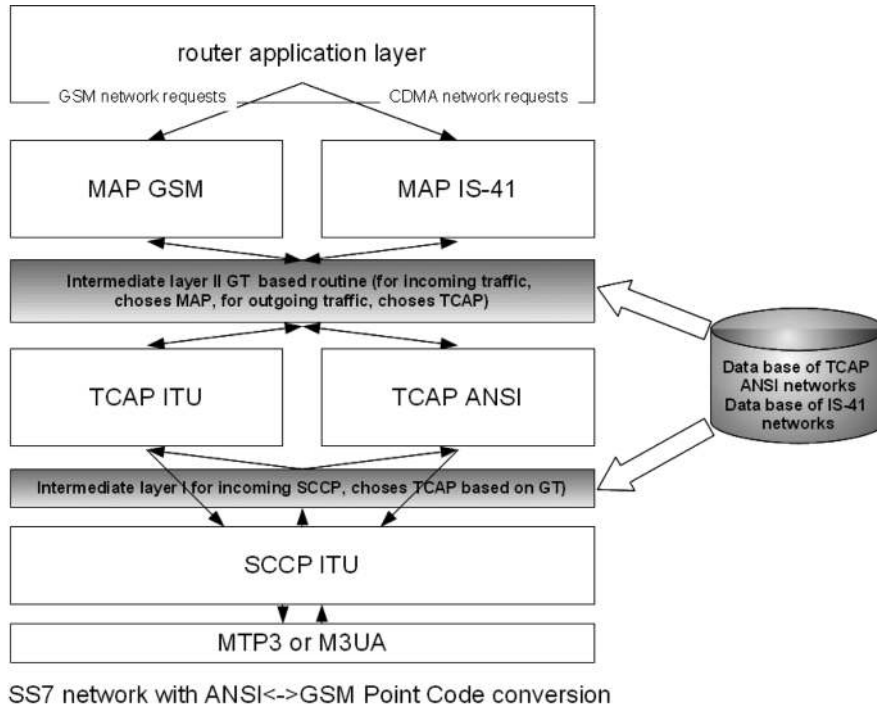 router application layer
GSM network requests
CDMA network requests
MAP GSM
MAP IS-41
Intermediate layer II GT based routine (for incoming traffic,
choses MAP, for outgoing traffic, choses TCAP)
TCAP ITU
TCAP ANSI
Data base of TCAP
ANSI networks
Data base of IS-41
networks
Intermediate layer I for incoming SCCP, choses TCAP based on GT)
SCCP ITU
MTP3 or M3UA
SS7 network with ANSI<->GSM Point Code conversion